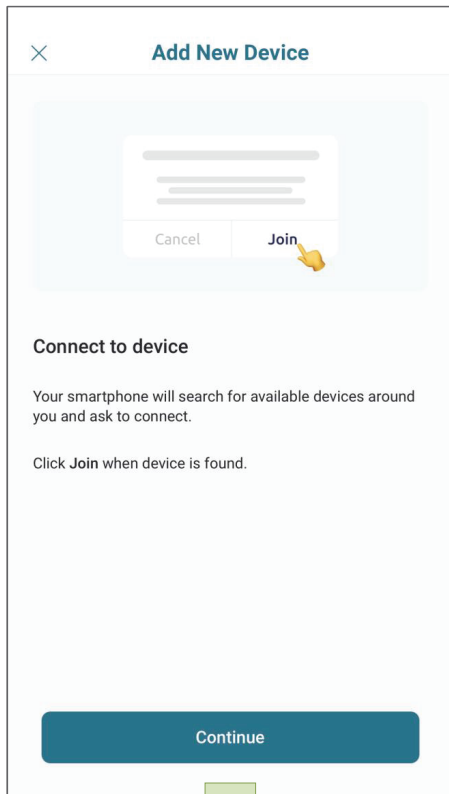 Add New Device
Cancel
Join
Connect to device
Your smartphone will search for available devices around
you and ask to connect.
Click Join when device is found.
Continue